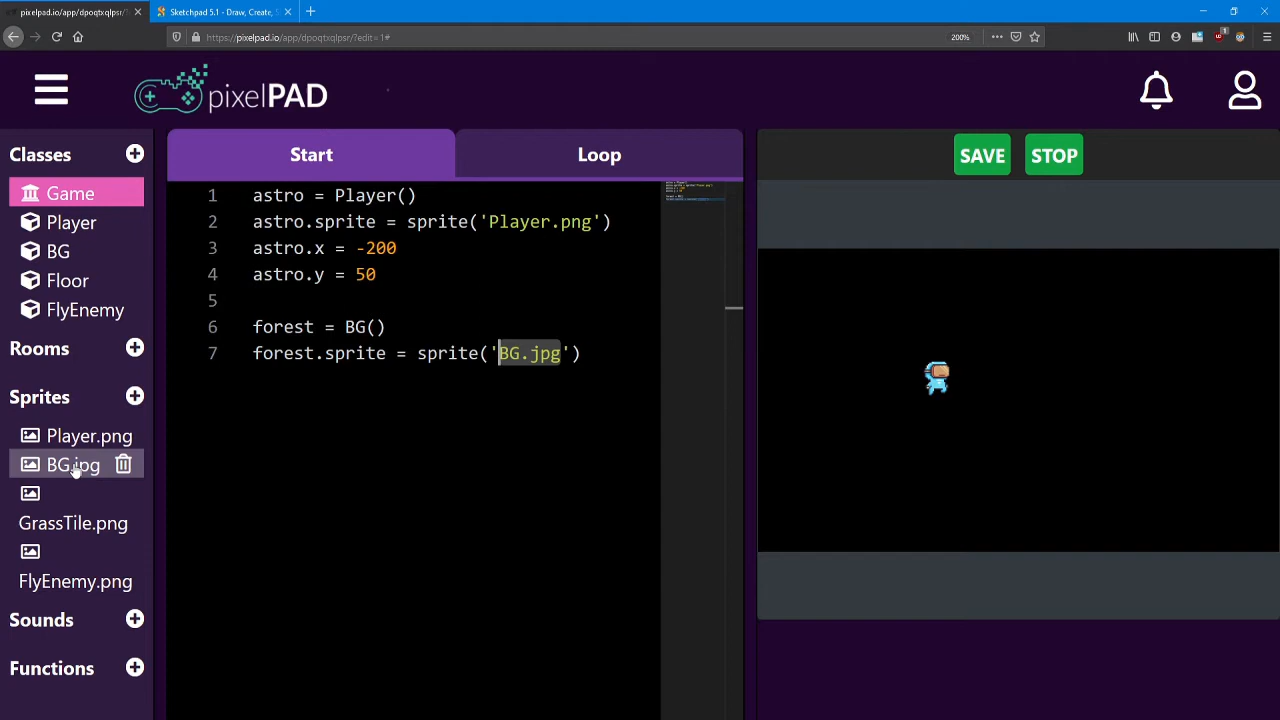 pixelpad.io/app/dpoqtxqlpsr/?
Sketchpad 5.1 - Draw, Create,
https://pixelpad.io/app/dpoqtxqlpsr/?edit=1#
200%
pixelPAD
Classes
Game
Player
BG
Floor
FlyEnemy
Rooms
Sprites
Player.png
BG.jpg
GrassTile.png
FlyEnemy.png
Sounds
Functions
Start
Loop
1 astro = Player()
2 astro.sprite = sprite('Player.png')
3 astro.x = -200
4 astro.y = 50
5
6 forest = BG()
7 forest.sprite = sprite('BG.jpg')
SAVE
STOP